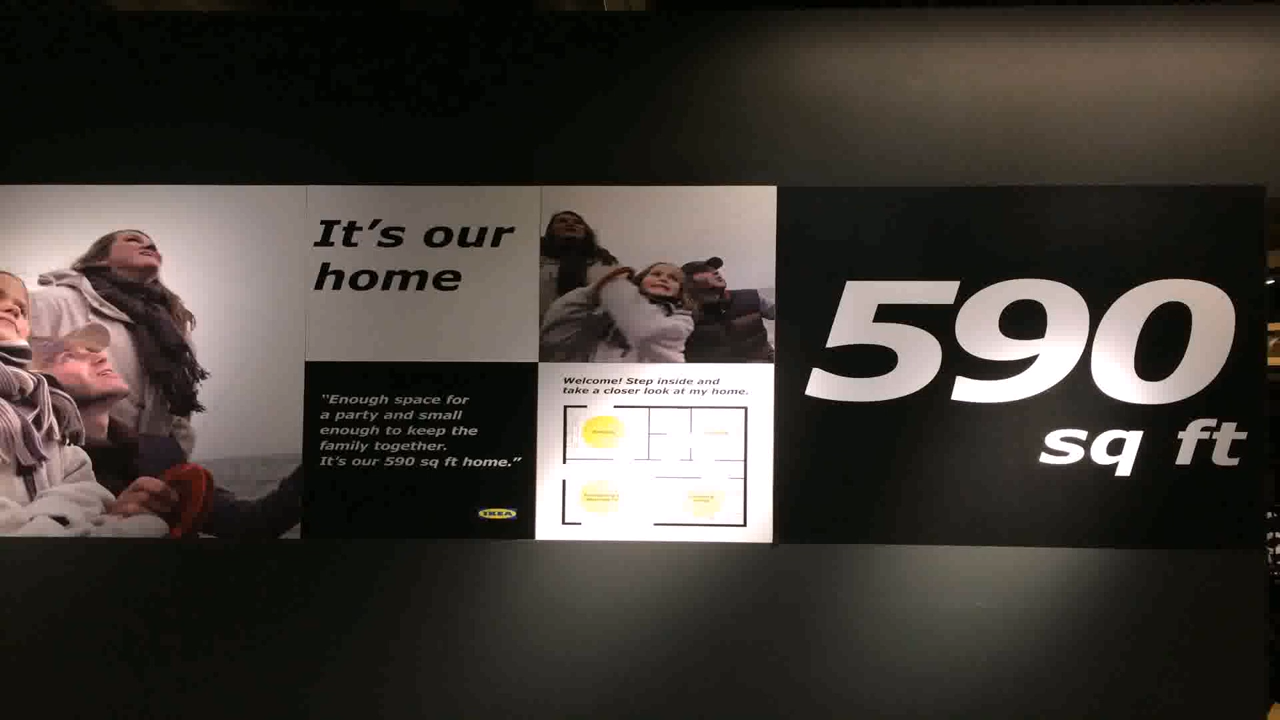 It's our
home
"Enough space for
a party and small
enough to keep the
family together.
It's our 590 sq ft home."
IKEA
Welcome! Step inside and
take a closer look at my home.
590
sq ft